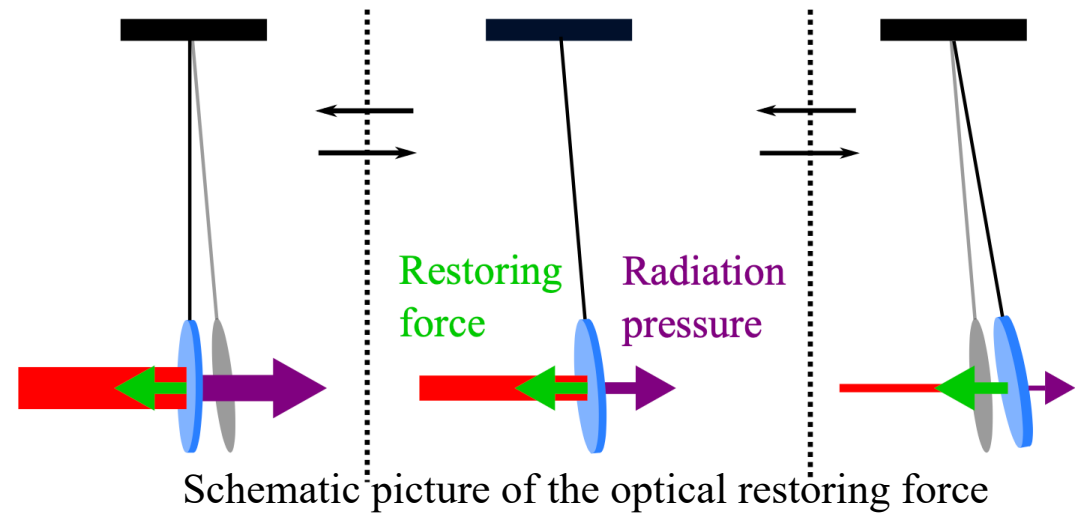 Restoring
force
Radiation
pressure
Schematic picture of the optical restoring force